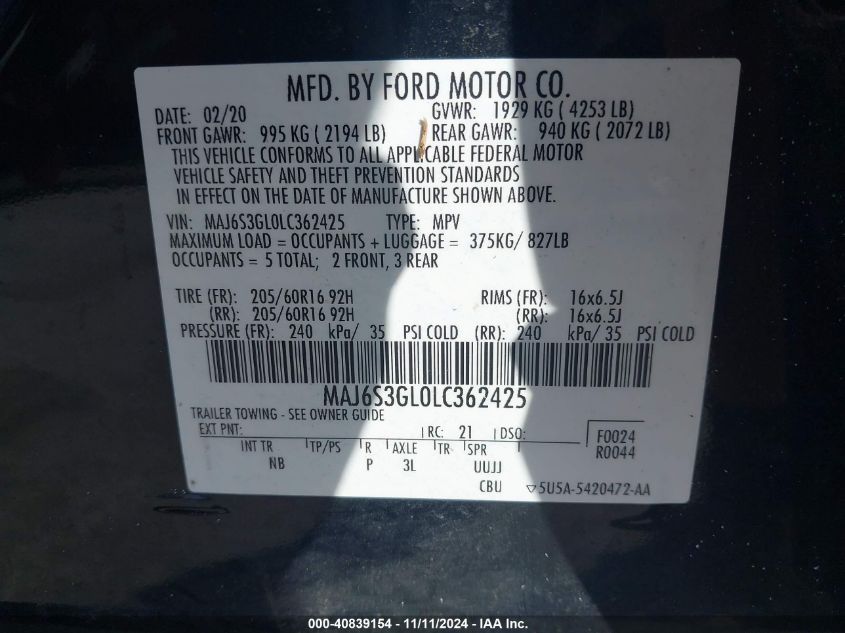 MFD. BY FORD MOTOR CO.
DATE: 02/20 GVWR: 1929 KG ( 4253 LB)
FRONT GAWR: 995 KG ( 2194 LB) REAR GAWR: 940 KG ( 2072 LB)
THIS VEHICLE CONFORMS TO ALL APPLICABLE FEDERAL MOTOR
VEHICLE SAFETY AND THEFT PREVENTION STANDARDS
IN EFFECT ON THE DATE OF MANUFACTURE SHOWN ABOVE.
VIN: MAJ6S3GL0LC362425 TYPE: MPV
MAXIMUM LOAD = OCCUPANTS + LUGGAGE = 375KG/ 827LB
OCCUPANTS = 5 TOTAL; 2 FRONT, 3 REAR
TIRE (FR): 205/60R16 92H RIMS (FR): 16x6.5J
(RR): 205/60R16 92H (RR): 16x6.5J
PRESSURE (FR): 240 kPa/ 35 PSI COLD (RR): 240 kPa/ 35 PSI COLD
MAJ6S3GL0LC362425
TRAILER TOWING - SEE OWNER GUIDE
EXT PNT: RC: 21 DSO: F0024
INT TR TP/PS R AXLE TR SPR R0044
NB P 3L UUJJ
CBU ▽5U5A-5420472-AA
000-40839154 - 11/11/2024 - IAA Inc.